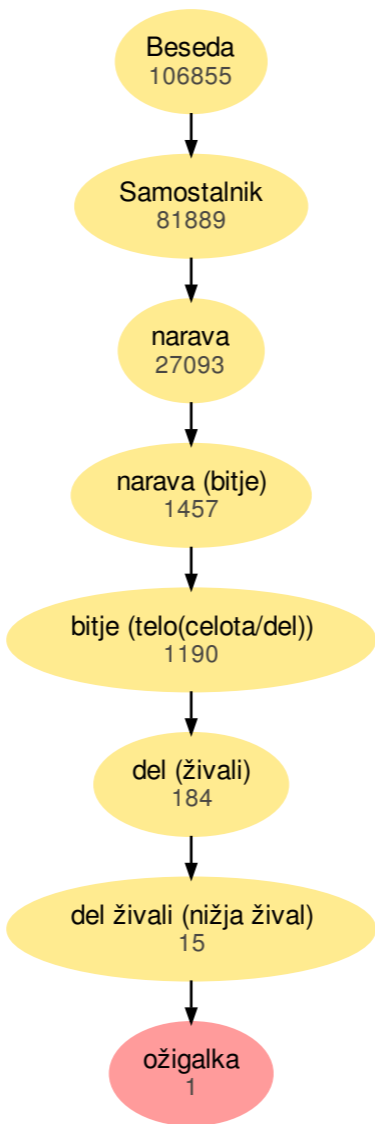 Beseda
106855
Samostalnik
81889
narava
27093
narava (bitje)
1457
bitje (telo(celota/del))
1190
del (živali)
184
del živali (nižja žival)
15
ožigalka
1